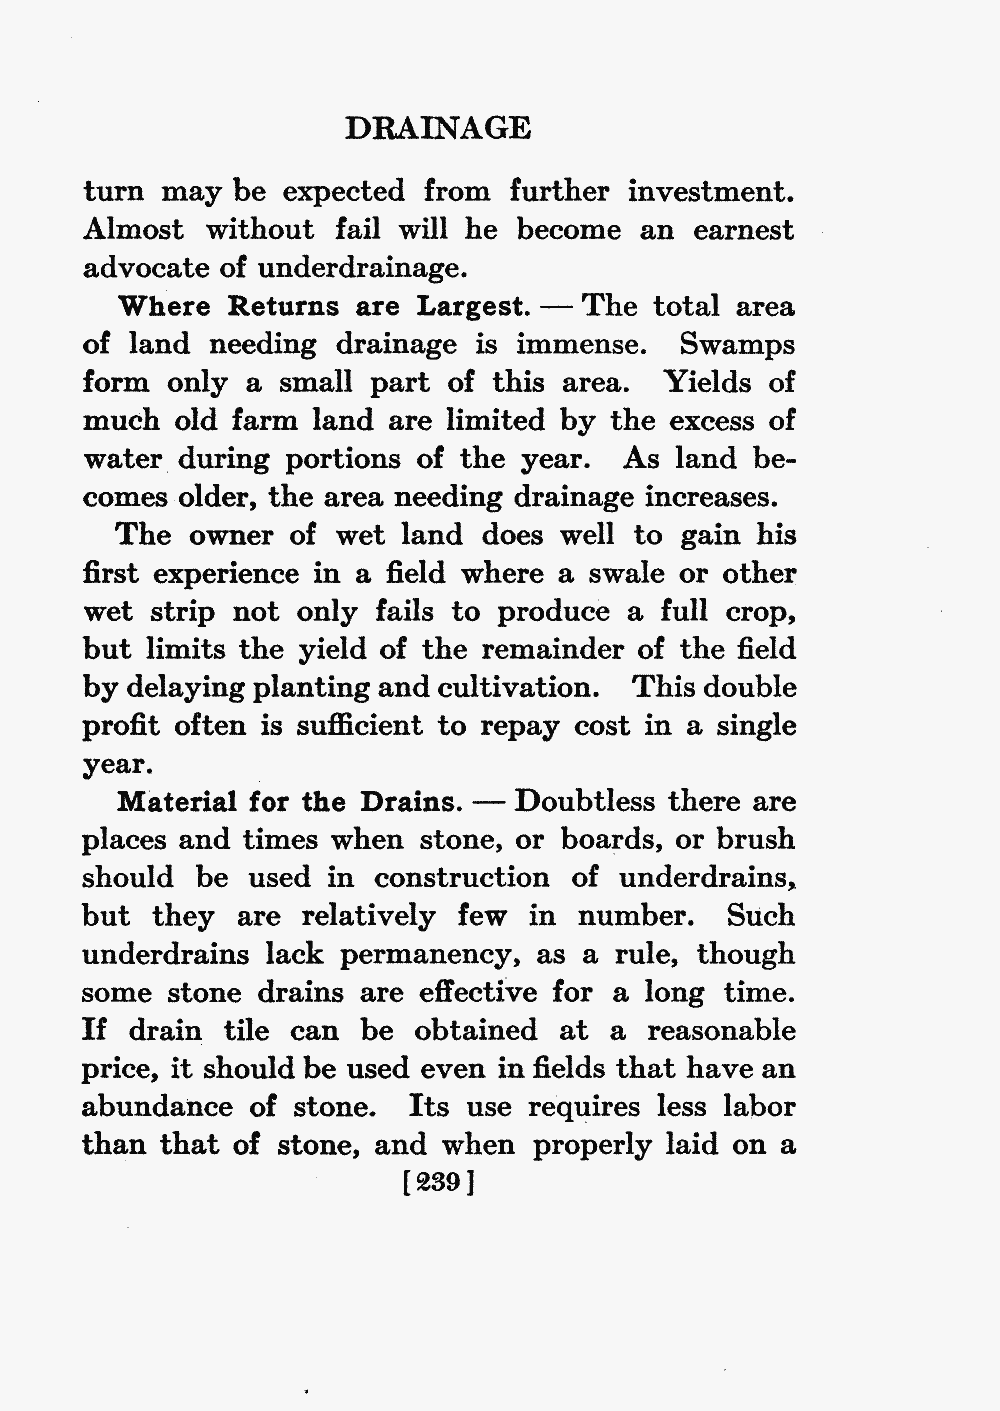 DRAINAGE
turn may be expected from further investment.
Almost without fail will he become an earnest
advocate of underdrainage.
Where Returns are Largest. — The total area
of land needing drainage is immense. Swamps
form only a small part of this area. Yields of
much old farm land are limited by the excess of
water during portions of the year. As land be-
comes older, the area needing drainage increases.
The owner of wet land does well to gain his
first experience in a field where a swale or other
wet strip not only fails to produce a full crop,
but limits the yield of the remainder of the field
by delaying planting and cultivation. This double
profit often is sufficient to repay cost in a single
year.
Material for the Drains. — Doubtless there are
places and times when stone, or boards, or brush
should be used in construction of underdrains,
but they are relatively few in number. Such
underdrains lack permanency, as a rule, though
some stone drains are effective for a long time.
If drain tile can be obtained at a reasonable
price, it should be used even in fields that have an
abundance of stone. Its use requires less labor
than that of stone, and when properly laid on a
[239]